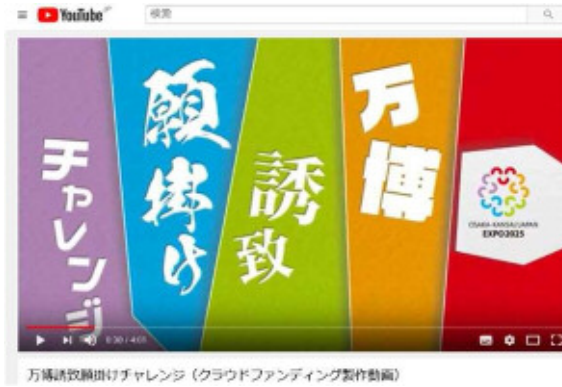 YouTube JP
検索
万博
誘致
願掛け
チャレンジ
OSAKA-KANSAI/JAPAN
EXPO2025
0:30 / 4:01
万博誘致願掛けチャレンジ（クラウドファンディング製作動画）